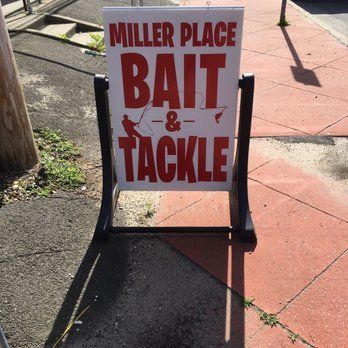 MILLER PLACE
BAIT
-&-
TACKLE